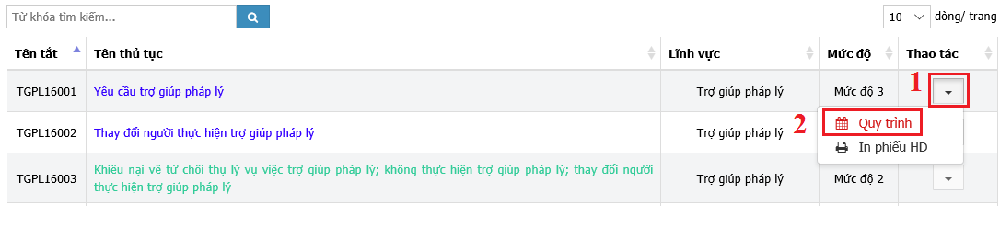 Từ khóa tìm kiếm...
10 dòng/ trang
Tên tắt Tên thủ tục Lĩnh vực Mức độ Thao tác
TGPL16001 Yêu cầu trợ giúp pháp lý Trợ giúp pháp lý Mức độ 3 1
2 Quy trình
TGPL16002 Thay đổi người thực hiện trợ giúp pháp lý Trợ giúp pháp lý
In phiếu HD
TGPL16003 Khiếu nại về từ chối thụ lý vụ việc trợ giúp pháp lý; không thực hiện trợ giúp pháp lý; thay đổi người
thực hiện trợ giúp pháp lý
Trợ giúp pháp lý Mức độ 2